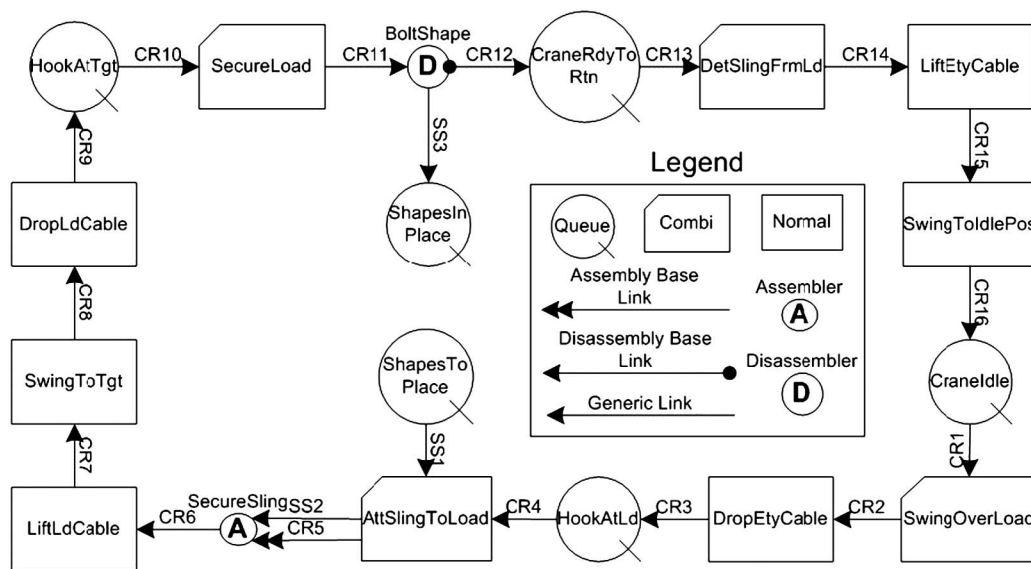 BoltShape
HookAtTgt
CR10
SecureLoad
CR11
D
CR12
CraneRdyTo
Rtn
CR13
DetSlingFrmLd
CR14
LiftEtyCable
CR9
SS3
CR15
Legend
DropLdCable
ShapesIn
Place
Queue
Combi
Normal
SwingToIdlePos
Assembly Base
Link
Assembler
A
CR8
CR16
Disassembly Base
Link
Disassembler
D
SwingToTgt
ShapesTo
Place
Generic Link
CraneIdle
CR7
SS1
CR1
LiftLdCable
CR6
SecureSling
A
SS2
CR5
AttSlingToLoad
CR4
HookAtLd
CR3
DropEtyCable
CR2
SwingOverLoad